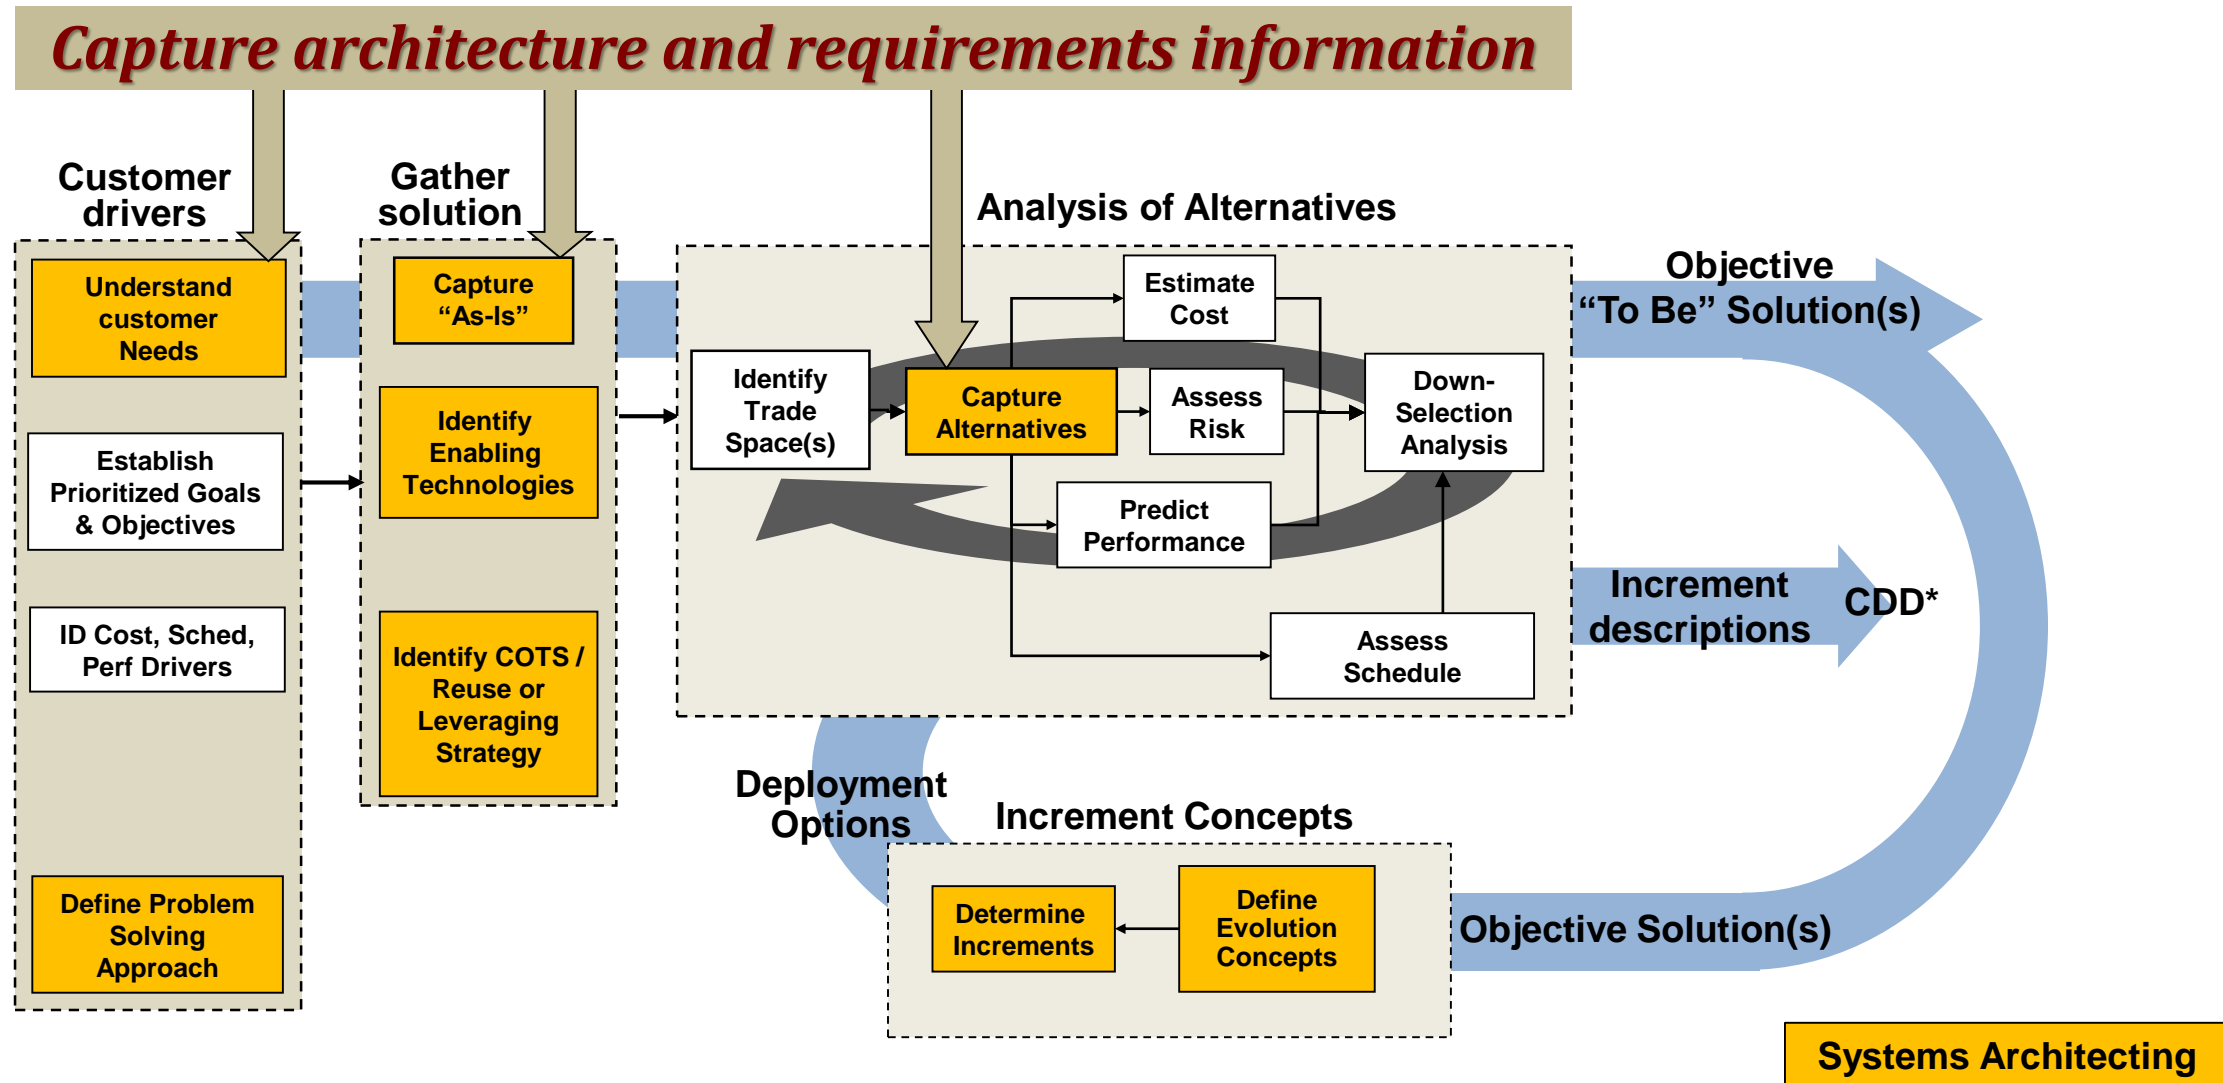 Capture architecture and requirements information
Customer
drivers
Understand
customer
Needs
Establish
Prioritized Goals
& Objectives
ID Cost, Sched,
Perf Drivers
Define Problem
Solving
Approach
Gather
solution
Capture
“As-Is”
Identify
Enabling
Technologies
Identify COTS /
Reuse or
Leveraging
Strategy
Analysis of Alternatives
Identify
Trade
Space(s)
Capture
Alternatives
Estimate
Cost
Assess
Risk
Predict
Performance
Assess
Schedule
Down-
Selection
Analysis
Objective
“To Be” Solution(s)
Increment
descriptions
CDD*
Deployment
Options
Increment Concepts
Determine
Increments
Define
Evolution
Concepts
Objective Solution(s)
Systems Architecting